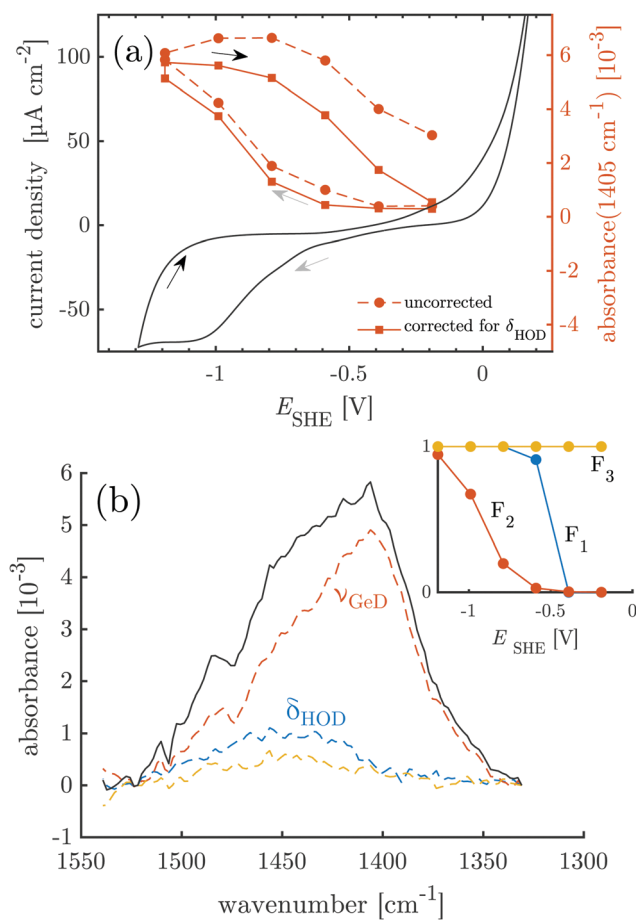 (a)
100
50
0
-50
current density [µA cm⁻²]
6
4
2
0
-2
-4
absorbance(1405 cm⁻¹) [10⁻³]
uncorrected
corrected for δHOD
-1
-0.5
0
ESHE [V]
(b)
6
5
4
3
2
1
0
-1
absorbance [10⁻³]
νGeD
δHOD
1
0
F₃
F₂
F₁
-1
-0.5
0
E SHE [V]
1550
1500
1450
1400
1350
1300
wavenumber [cm⁻¹]